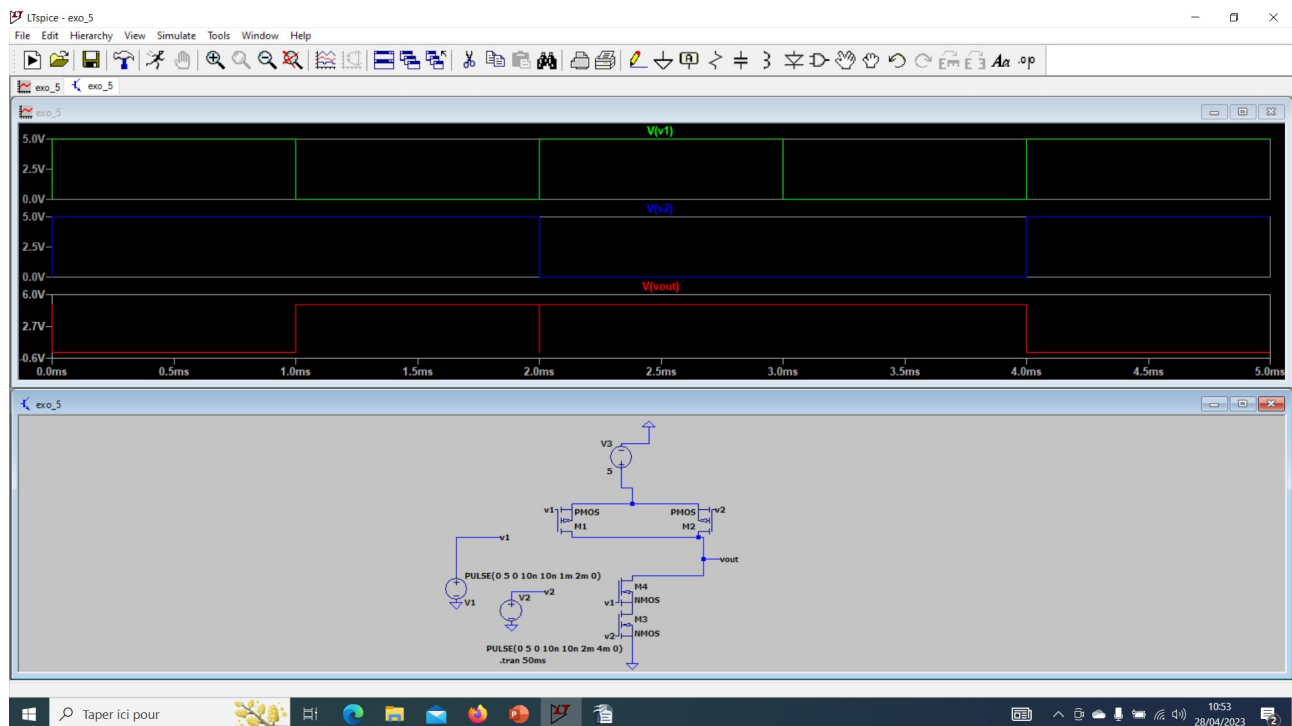 LTspice - exo_5
File Edit Hierarchy View Simulate Tools Window Help
Aa .op
exo_5 exo_5
exo_5
V(v1)
5.0V
2.5V
0.0V
V(v2)
5.0V
2.5V
0.0V
V(vout)
6.0V
2.7V
-0.6V
0.0ms 0.5ms 1.0ms 1.5ms 2.0ms 2.5ms 3.0ms 3.5ms 4.0ms 4.5ms 5.0ms
exo_5
V3
5
v1 PMOS PMOS v2
M1 M2
v1
vout
PULSE(0 5 0 10n 10n 1m 2m 0)
M4
V1 V2 v2 v1 NMOS
M3
v2 NMOS
PULSE(0 5 0 10n 10n 2m 4m 0)
.tran 50ms
Taper ici pour
10:53
28/04/2023
2